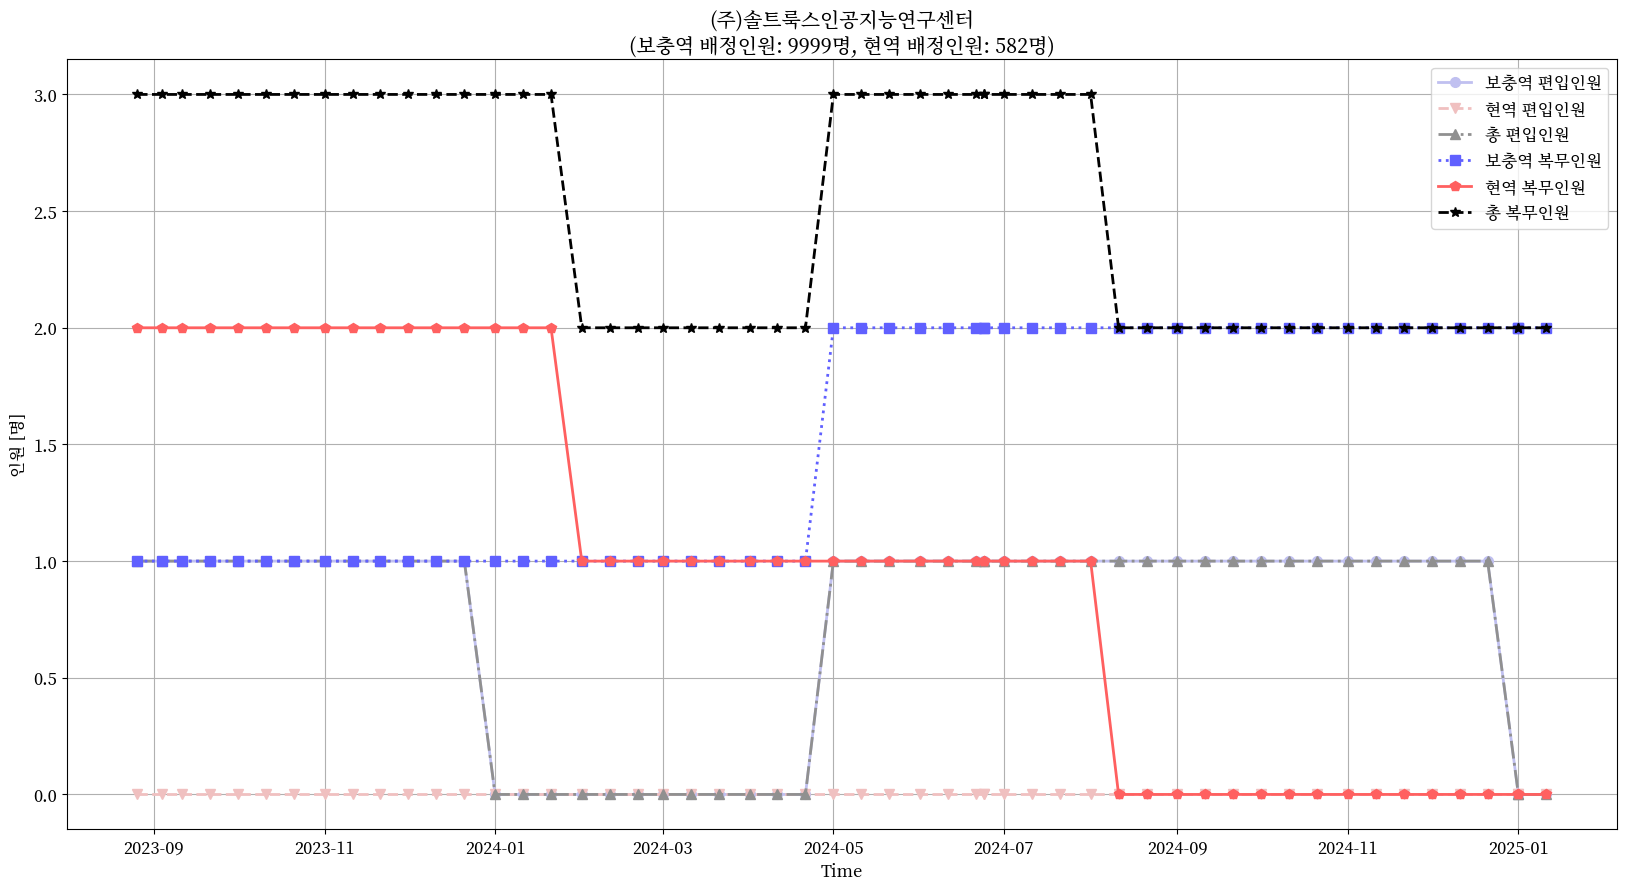 (주)솔트룩스인공지능연구센터
(보충역 배정인원: 9999명, 현역 배정인원: 582명)
보충역 편입인원
현역 편입인원
총 편입인원
보충역 복무인원
현역 복무인원
총 복무인원
인원 [명]
3.0
2.5
2.0
1.5
1.0
0.5
0.0
2023-09
2023-11
2024-01
2024-03
2024-05
2024-07
2024-09
2024-11
2025-01
Time